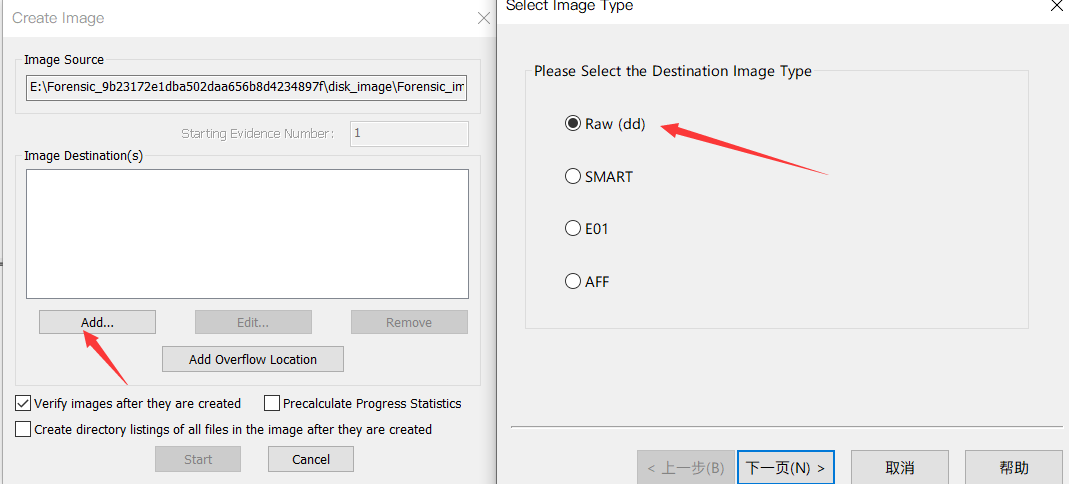 Create Image
Image Source
E:\Forensic_9b23172e1dba502daa656b8d4234897f\disk_image\Forensic_im
Starting Evidence Number:
1
Image Destination(s)
Add...
Edit...
Remove
Add Overflow Location
Verify images after they are created
Precalculate Progress Statistics
Create directory listings of all files in the image after they are created
Start
Cancel
Select Image Type
Please Select the Destination Image Type
Raw (dd)
SMART
E01
AFF
< 上一步(B)
下一页(N) >
取消
帮助